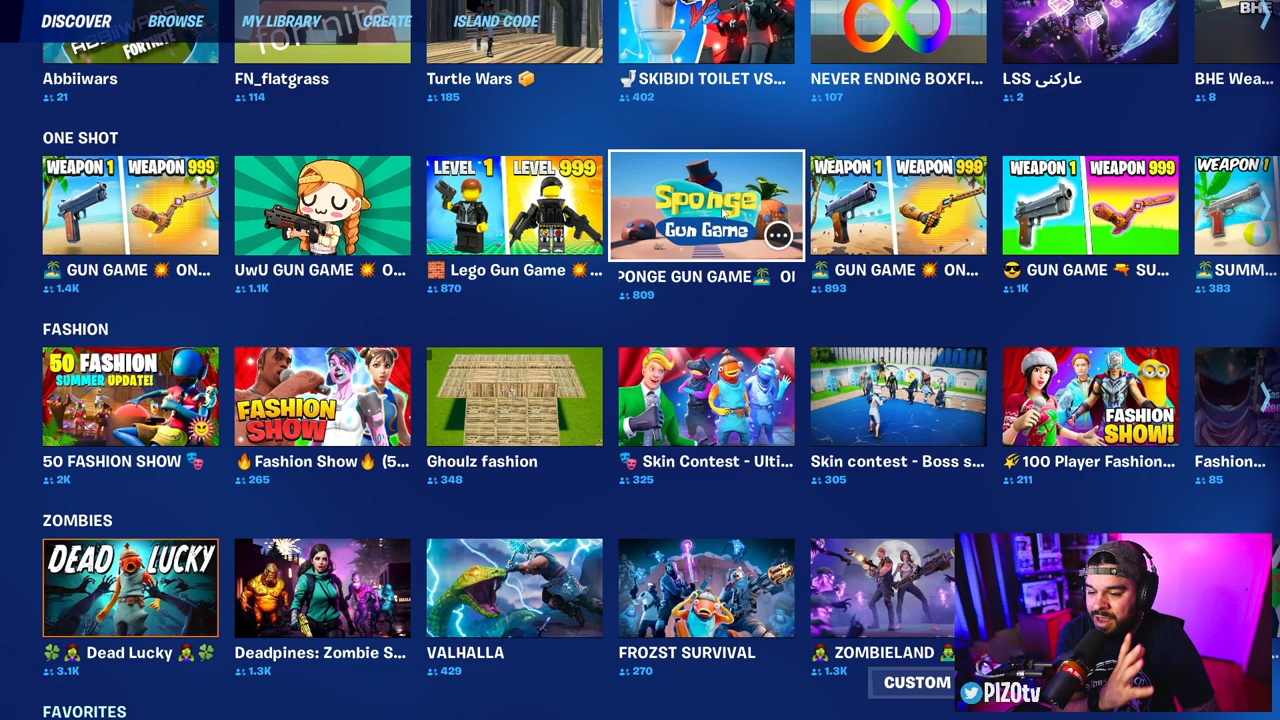 DISCOVER BROWSE MY LIBRARY CREATE ISLAND CODE
BHE
FORTNITE
fortnite
Abbiiwars FN_flatgrass Turtle Wars SKIBIDI TOILET VS... NEVER ENDING BOXFI... LSS عاركني BHE Wea...
21 114 185 402 107 2 8
ONE SHOT
WEAPON 1 WEAPON 999 LEVEL 1 LEVEL 999 Sponge Gun Game WEAPON 1 WEAPON 999 WEAPON 1 WEAPON 999 WEAPON 1
GUN GAME 💥 ON... UwU GUN GAME 💥 O... Lego Gun Game 💥... PONGE GUN GAME🏝️ GUN GAME 💥 ON... 😎 GUN GAME 🔫 SU... 🏝️SUMM...
1.4K 1.1K 870 809 893 1K 383
FASHION
50 FASHION SUMMER UPDATE! FASHION SHOW FASHION SHOW!
50 FASHION SHOW 🎭 🔥Fashion Show🔥 (5... Ghoulz fashion 🎭 Skin Contest - Ulti... Skin contest - Boss s... 100 Player Fashion... Fashion...
2K 265 348 325 305 211 85
ZOMBIES
DEAD LUCKY
🍀🧟‍♀️ Dead Lucky 🧟‍♀️🍀 Deadpines: Zombie S... VALHALLA FROZST SURVIVAL 🧟‍♂️ ZOMBIELAND
3.1K 1.3K 429 270 1.3K
CUSTOM
PIZOtv
FAVORITES